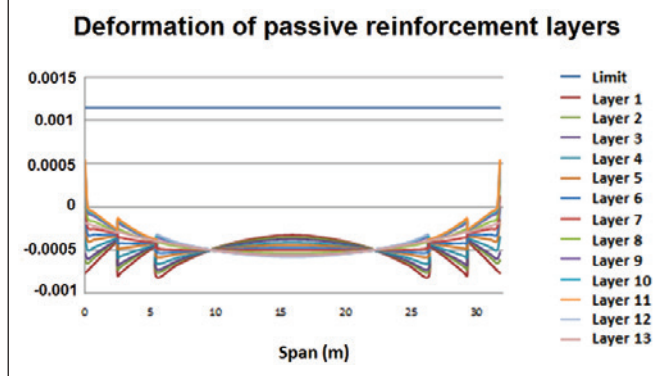 Deformation of passive reinforcement layers
0.0015
0.001
0.0005
0
-0.0005
-0.001
0 5 10 15 20 25 30
Span (m)
Limit
Layer 1
Layer 2
Layer 3
Layer 4
Layer 5
Layer 6
Layer 7
Layer 8
Layer 9
Layer 10
Layer 11
Layer 12
Layer 13